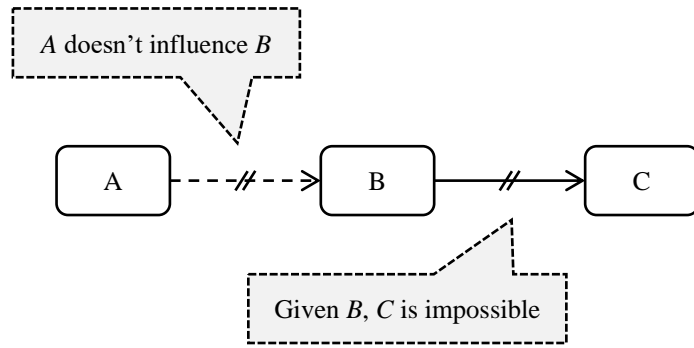 A doesn’t influence B
A
B
C
Given B, C is impossible